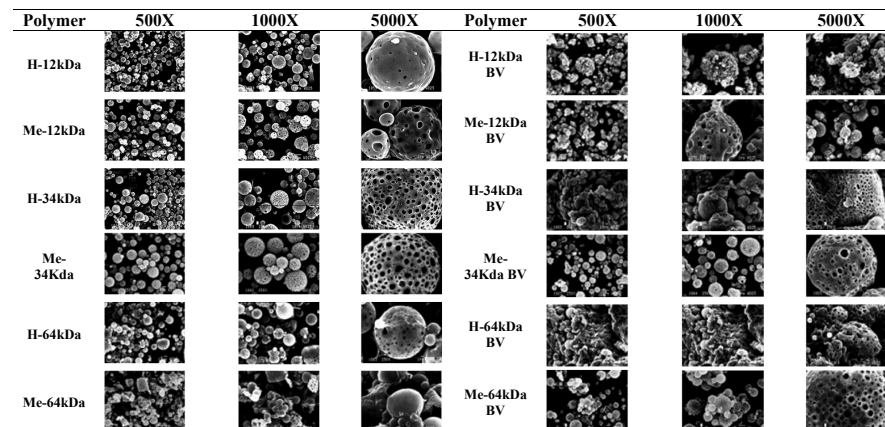 Polymer 500X 1000X 5000X Polymer 500X 1000X 5000X
H-12kDa
H-12kDa
BV
Me-12kDa
Me-12kDa
BV
H-34kDa
H-34kDa
BV
Me-
34Kda
Me-
34Kda BV
H-64kDa
H-64kDa
BV
Me-64kDa
Me-64kDa
BV